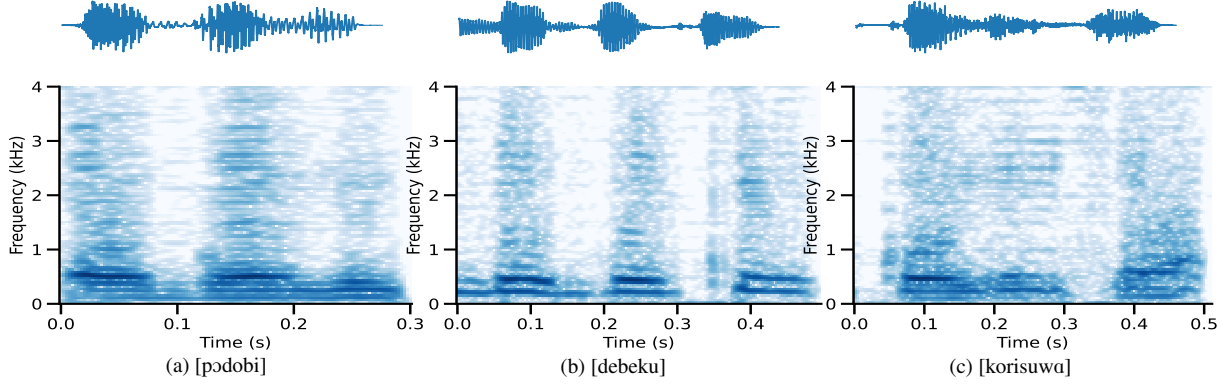 4 4 4
3 3 3
2 2 2
1 1 1
0 0 0
Frequency (kHz) Frequency (kHz) Frequency (kHz)
0.0 0.1 0.2 0.3 0.0 0.1 0.2 0.3 0.4 0.0 0.1 0.2 0.3 0.4 0.5
Time (s) Time (s) Time (s)
(a) [pɔdobi] (b) [debeku] (c) [korisuwɑ]